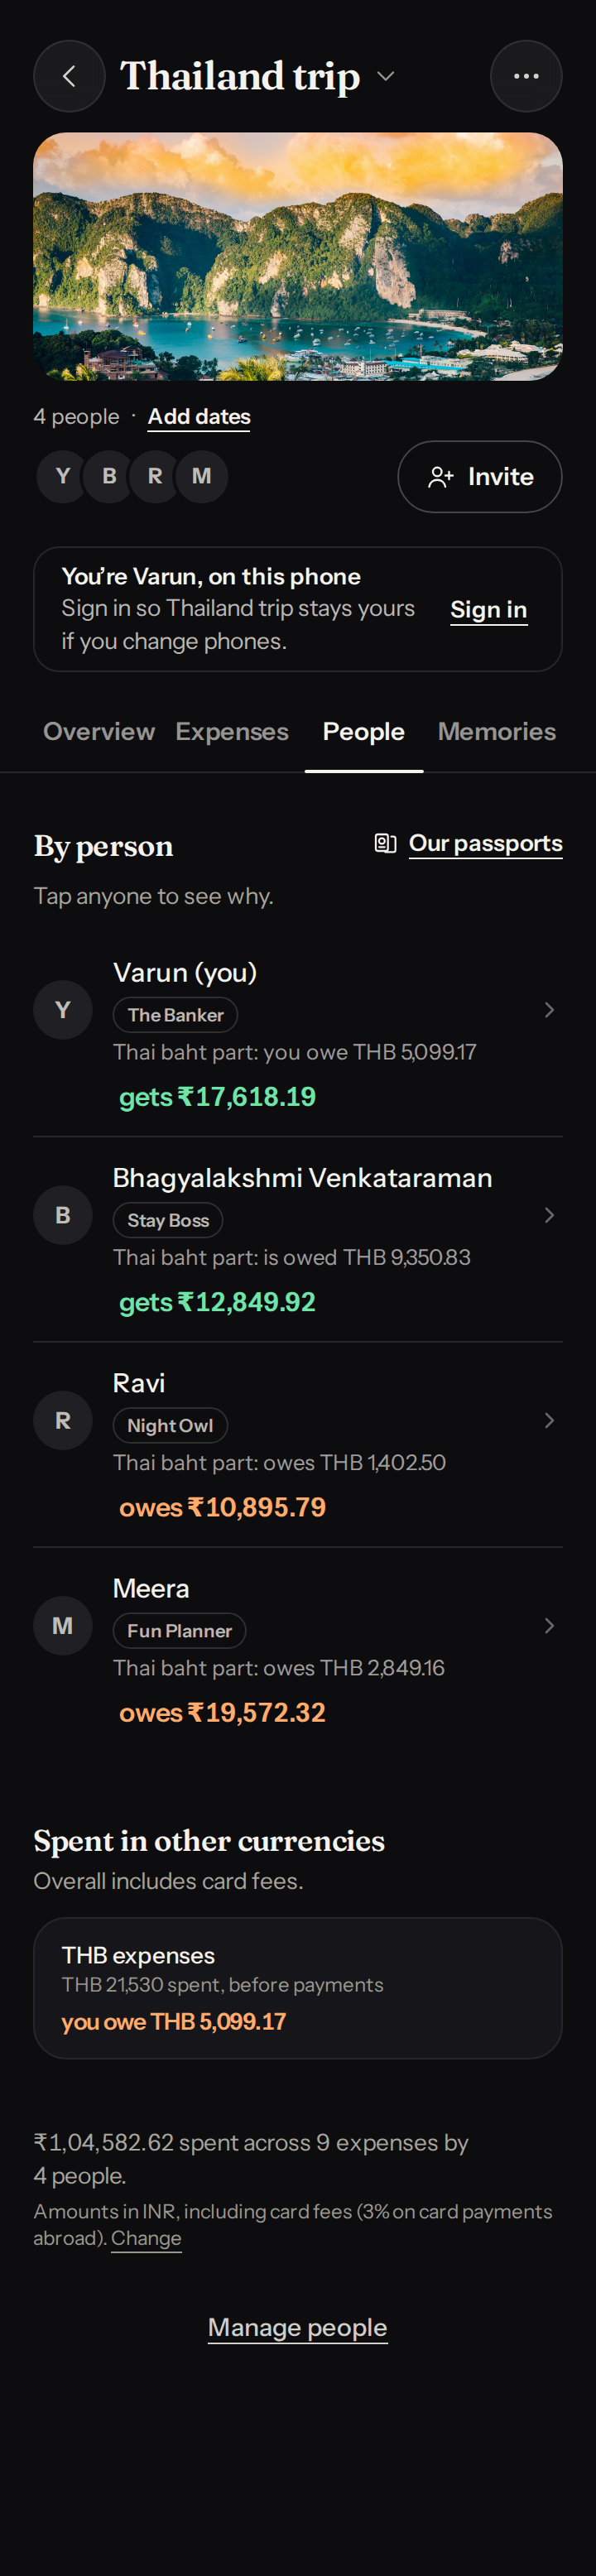 Thailand trip
4 people · Add dates
Y B R M
Invite
You’re Varun, on this phone
Sign in so Thailand trip stays yours
if you change phones.
Sign in
Overview Expenses People Memories
By person
Our passports
Tap anyone to see why.
Y
Varun (you)
The Banker
Thai baht part: you owe THB 5,099.17
gets ₹17,618.19
B
Bhagyalakshmi Venkataraman
Stay Boss
Thai baht part: is owed THB 9,350.83
gets ₹12,849.92
R
Ravi
Night Owl
Thai baht part: owes THB 1,402.50
owes ₹10,895.79
M
Meera
Fun Planner
Thai baht part: owes THB 2,849.16
owes ₹19,572.32
Spent in other currencies
Overall includes card fees.
THB expenses
THB 21,530 spent, before payments
you owe THB 5,099.17
₹1,04,582.62 spent across 9 expenses by
4 people.
Amounts in INR, including card fees (3% on card payments
abroad). Change
Manage people